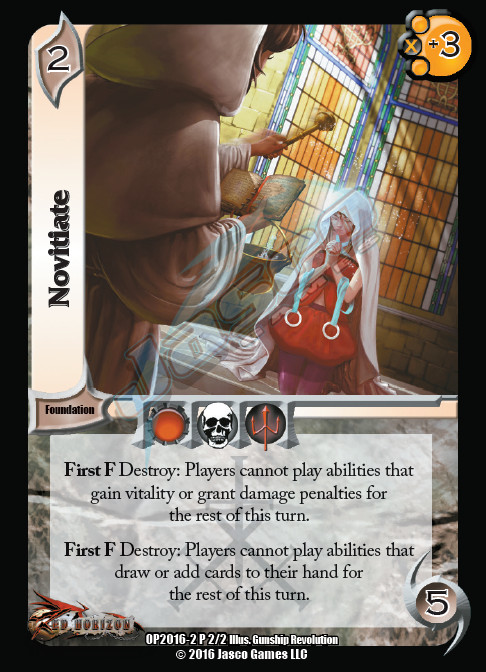 2
+3
X
Novitiate
Foundation
First F Destroy: Players cannot play abilities that
gain vitality or grant damage penalties for
the rest of this turn.
First F Destroy: Players cannot play abilities that
draw or add cards to their hand for
the rest of this turn.
5
RED HORIZON
OP2016-2 P 2/2 Illus. Gunship Revolution
© 2016 Jasco Games LLC